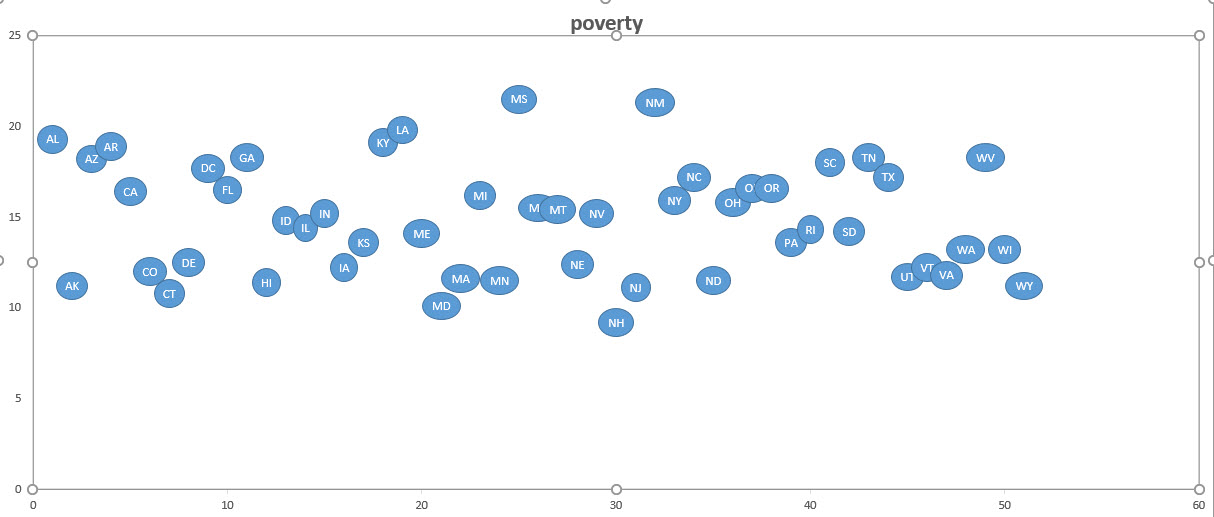 poverty
25
20
15
10
5
0
0 10 20 30 40 50 60
AL
AK
AZ
AR
CA
CO
CT
DE
DC
FL
GA
HI
ID
IL
IN
IA
KS
KY
LA
ME
MD
MA
MI
MN
MS
MT
NE
NV
NH
NJ
NM
NY
NC
ND
OH
OR
PA
RI
SC
SD
TN
TX
UT
VT
VA
WA
WV
WI
WY